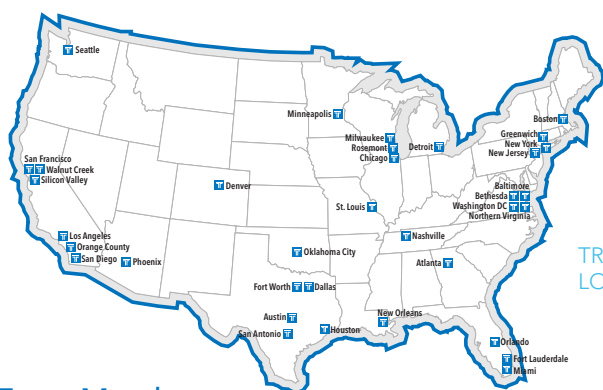 Seattle
Minneapolis
Boston
Milwaukee
Greenwich
Rosemont
Detroit
New York
Chicago
New Jersey
San Francisco
Walnut Creek
Silicon Valley
Denver
St. Louis
Baltimore
Bethesda
Washington DC
Northern Virginia
Los Angeles
Orange County
San Diego
Phoenix
Nashville
Oklahoma City
Atlanta
TR
LO
Fort Worth
Dallas
Austin
New Orleans
San Antonio
Houston
Orlando
Fort Lauderdale
Miami